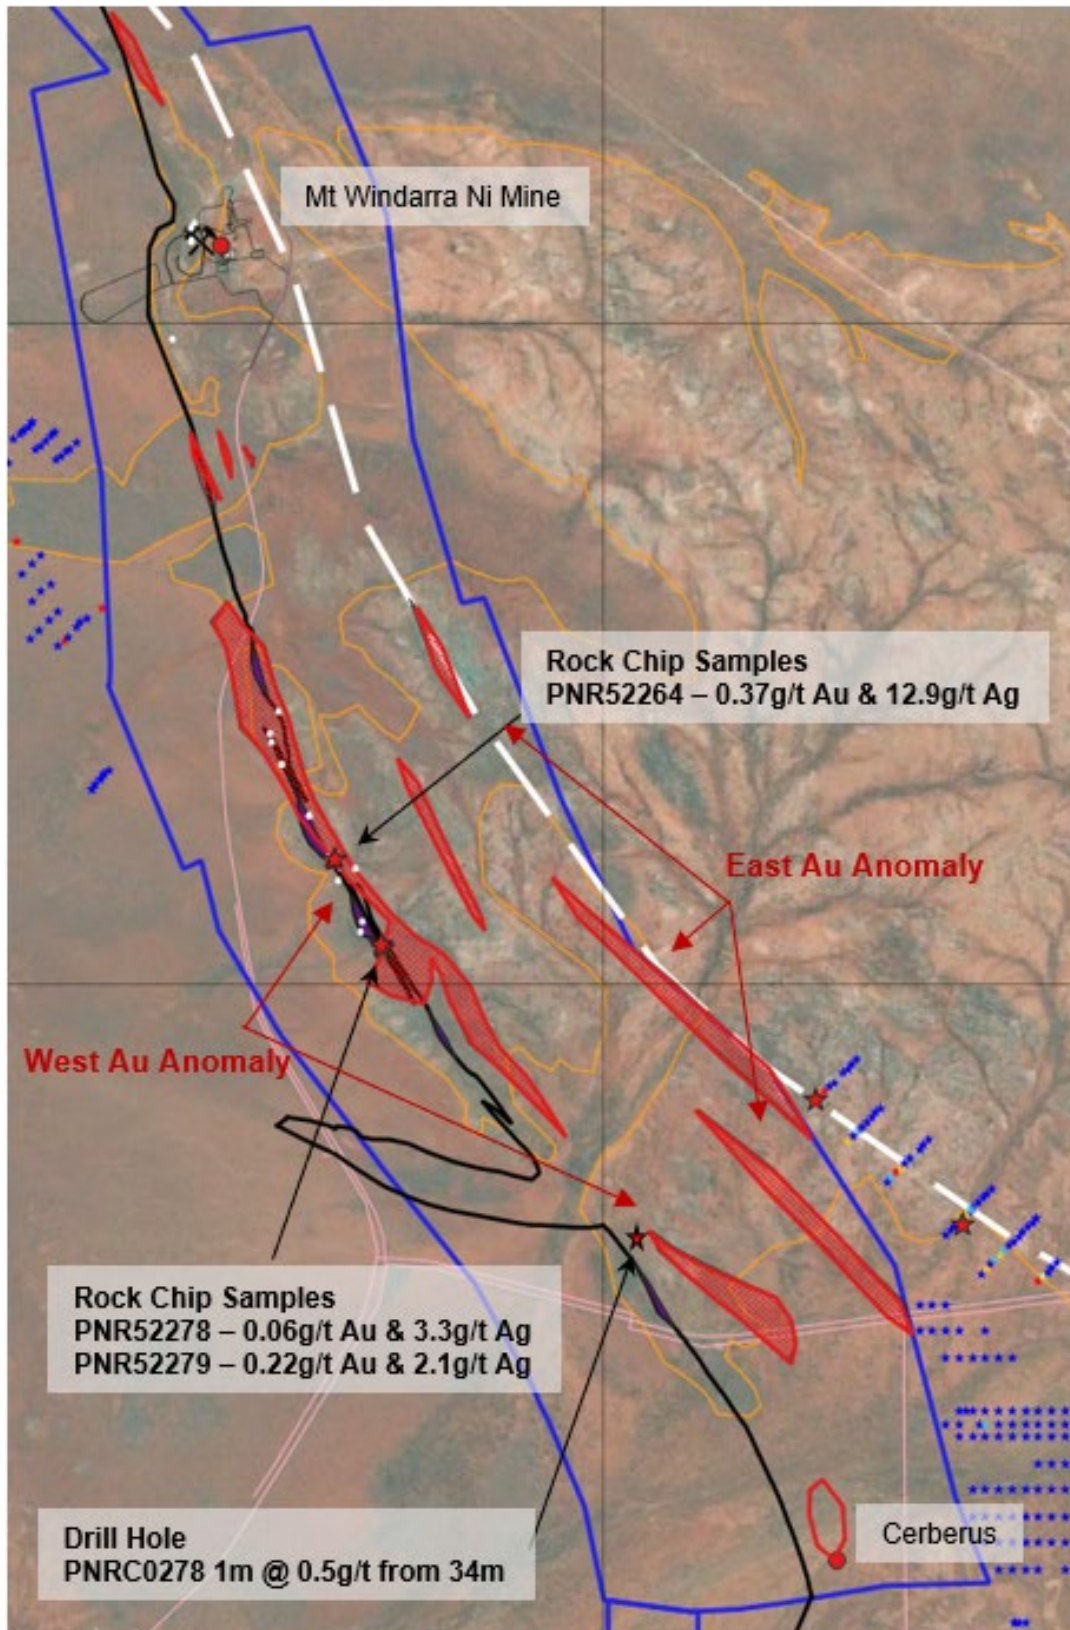 Mt Windarra Ni Mine
Rock Chip Samples
PNR52264 – 0.37g/t Au & 12.9g/t Ag
East Au Anomaly
West Au Anomaly
Rock Chip Samples
PNR52278 – 0.06g/t Au & 3.3g/t Ag
PNR52279 – 0.22g/t Au & 2.1g/t Ag
Cerberus
Drill Hole
PNRC0278 1m @ 0.5g/t from 34m